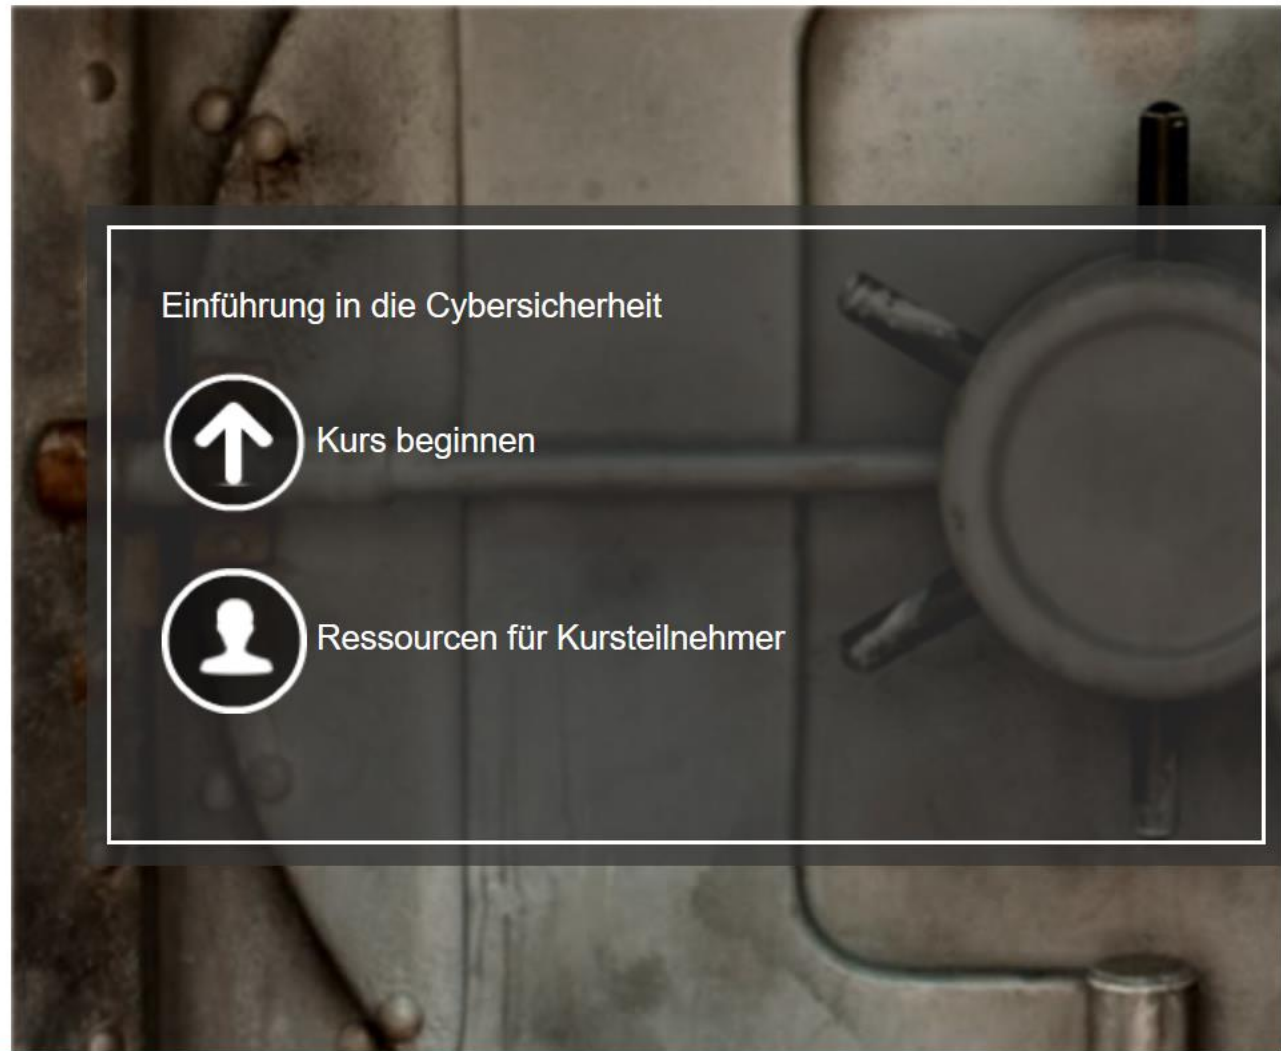 Einführung in die Cybersicherheit
Kurs beginnen
Ressourcen für Kursteilnehmer